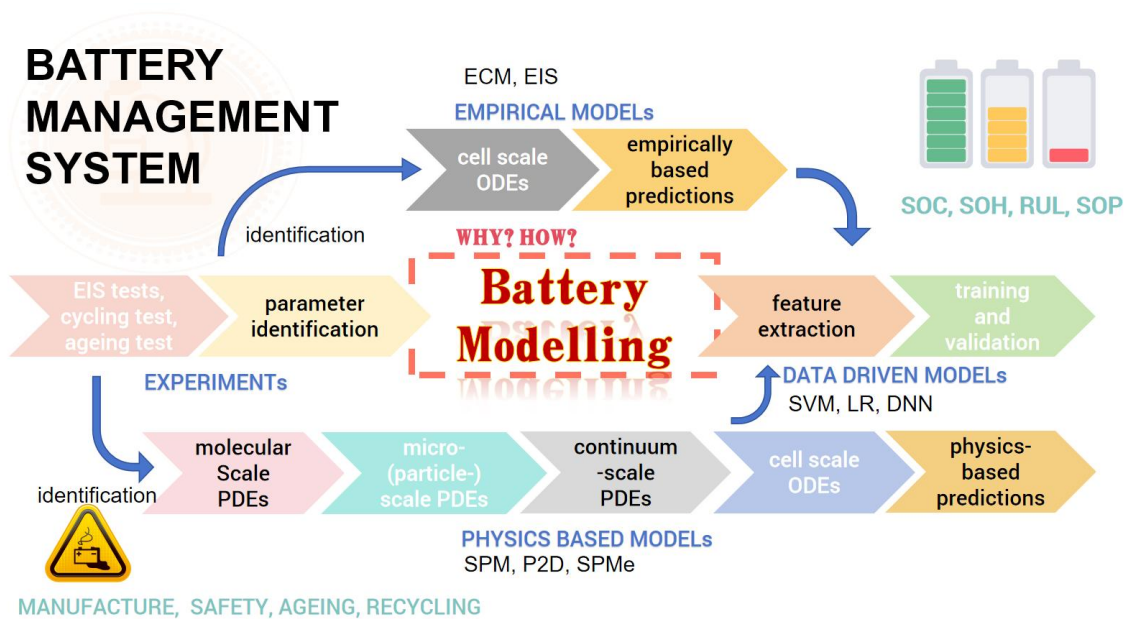 BATTERY
MANAGEMENT
SYSTEM
ECM, EIS
EMPIRICAL MODELs
cell scale
ODEs
empirically
based
predictions
SOC, SOH, RUL, SOP
identification
WHY? HOW?
EIS tests,
cycling test,
ageing test
parameter
identification
Battery
Modelling
feature
extraction
training
and
validation
EXPERIMENTs
DATA DRIVEN MODELs
SVM, LR, DNN
identification
molecular
Scale
PDEs
micro-
(particle-)
scale PDEs
continuum
-scale
PDEs
cell scale
ODEs
physics-
based
predictions
PHYSICS BASED MODELs
SPM, P2D, SPMe
MANUFACTURE, SAFETY, AGEING, RECYCLING